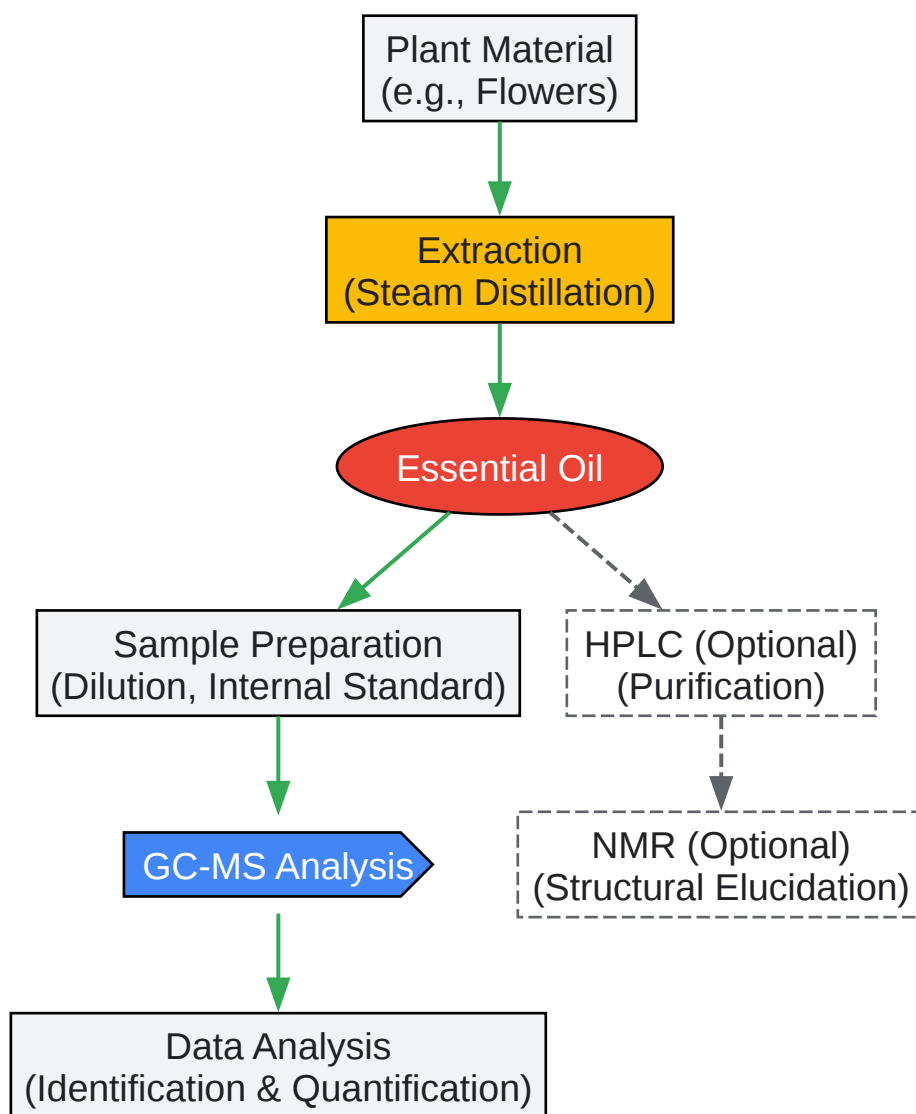 Plant Material
(e.g., Flowers)
Extraction
(Steam Distillation)
Essential Oil
Sample Preparation
(Dilution, Internal Standard)
HPLC (Optional)
(Purification)
GC-MS Analysis
NMR (Optional)
(Structural Elucidation)
Data Analysis
(Identification & Quantification)